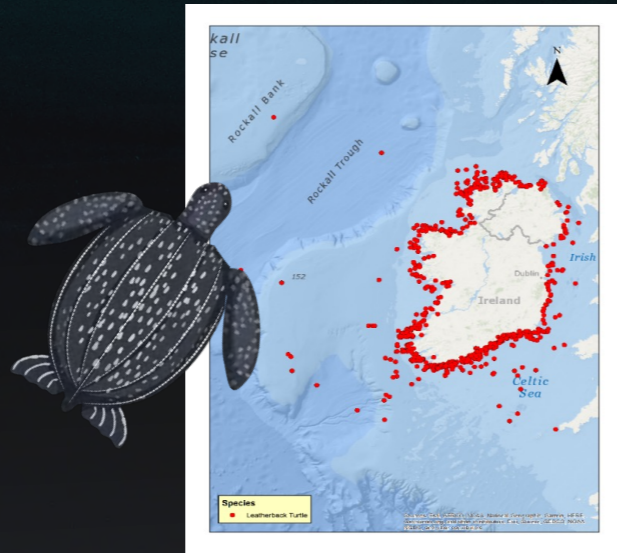 kall
se
N
Rockall Bank
Rockall Trough
152
Irish
Dublin
Ireland
Celtic
Sea
Species
Leatherback Turtle